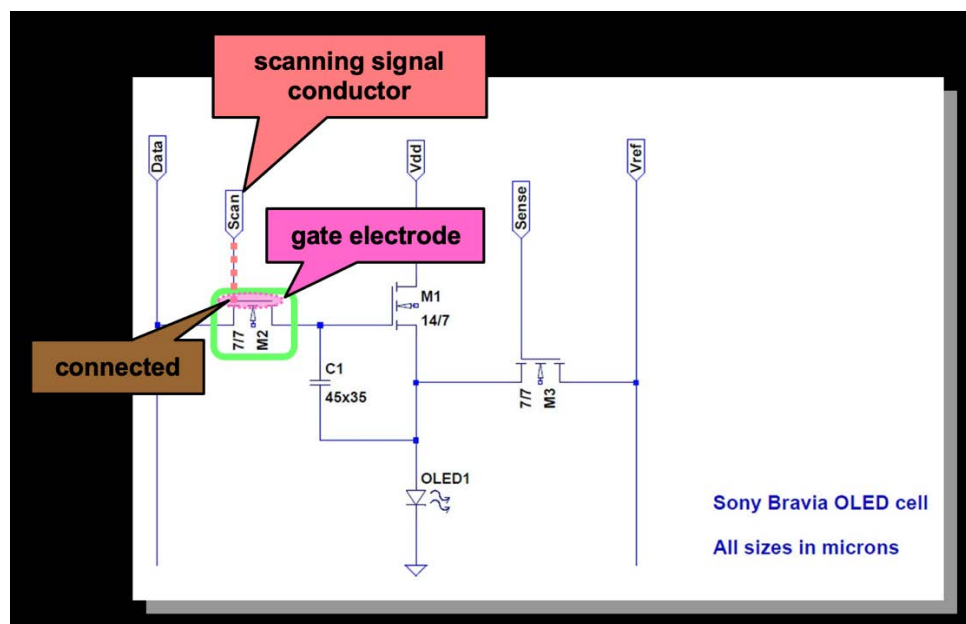 scanning signal
conductor
Data
Scan
Vdd
Sense
Vref
gate electrode
M1
14/7
connected
7/7
M2
C1
45x35
7/7
M3
OLED1
Sony Bravia OLED cell
All sizes in microns